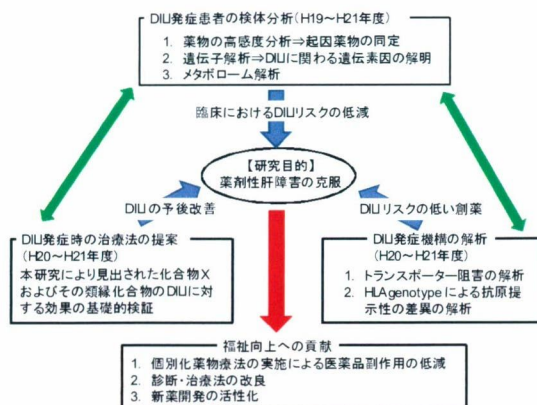 DILI発症患者の検体分析(H19～H21年度)
1. 薬物の高感度分析⇒起因薬物の同定
2. 遺伝子解析⇒DILIに関わる遺伝素因の解明
3. メタボローム解析
臨床におけるDILIリスクの低減
【研究目的】
薬剤性肝障害の克服
DILIの予後改善
DILIリスクの低い創薬
DILI発症時の治療法の提案
(H20～H21年度)
本研究により見出された化合物X
およびその類縁化合物のDILIに対
する効果の基礎的検証
DILI発症機構の解析
(H20～H21年度)
1. トランスポーター阻害の解析
2. HLAgenotypeによる抗原提
示性の差異の解析
福祉向上への貢献
1. 個別化薬物療法の実施による医薬品副作用の低減
2. 診断・治療法の改良
3. 新薬開発の活性化